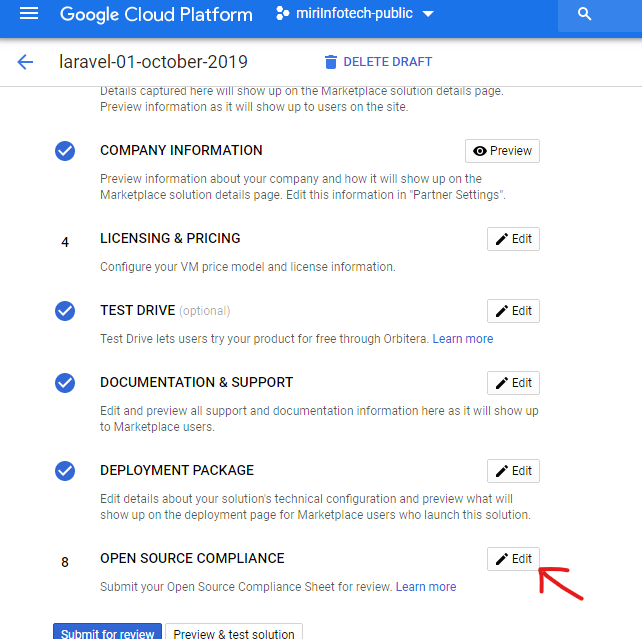 Google Cloud Platform miriInfotech-public
laravel-01-october-2019 DELETE DRAFT
Details captured here will show up on the Marketplace solution details page.
Preview information as it will show up to users on the site.
COMPANY INFORMATION Preview
Preview information about your company and how it will show up on the
Marketplace solution details page. Edit this information in "Partner Settings".
4 LICENSING & PRICING Edit
Configure your VM price model and license information.
TEST DRIVE (optional) Edit
Test Drive lets users try your product for free through Orbitera. Learn more
DOCUMENTATION & SUPPORT Edit
Edit and preview all support and documentation information here as it will show up
to Marketplace users.
DEPLOYMENT PACKAGE Edit
Edit details about your solution's technical configuration and preview what will
show up on the deployment page for Marketplace users who launch this solution.
8 OPEN SOURCE COMPLIANCE Edit
Submit your Open Source Compliance Sheet for review. Learn more
Submit for review Preview & test solution